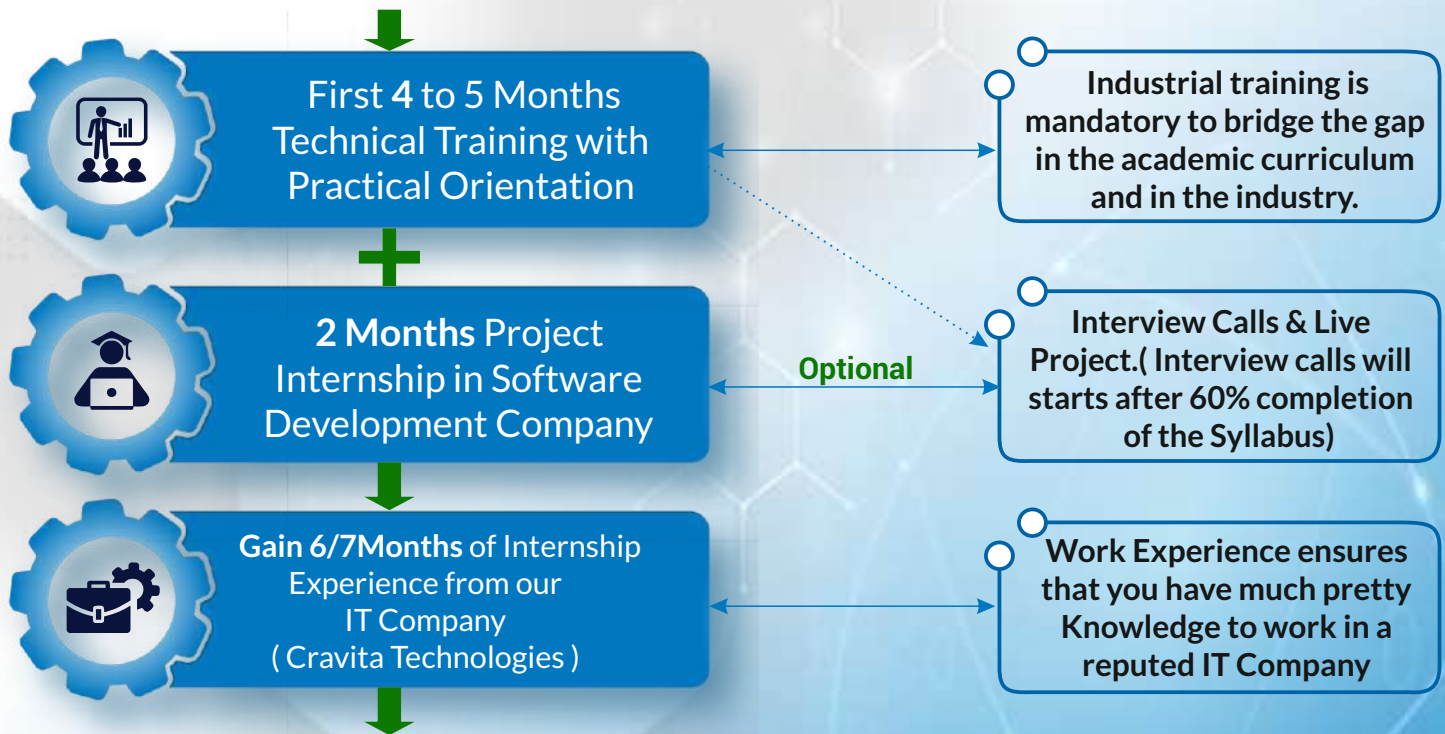 First 4 to 5 Months
Technical Training with
Practical Orientation
Industrial training is
mandatory to bridge the gap
in the academic curriculum
and in the industry.
2 Months Project
Internship in Software
Development Company
Optional
Interview Calls & Live
Project.( Interview calls will
starts after 60% completion
of the Syllabus)
Gain 6/7Months of Internship
Experience from our
IT Company
( Cravita Technologies )
Work Experience ensures
that you have much pretty
Knowledge to work in a
reputed IT Company